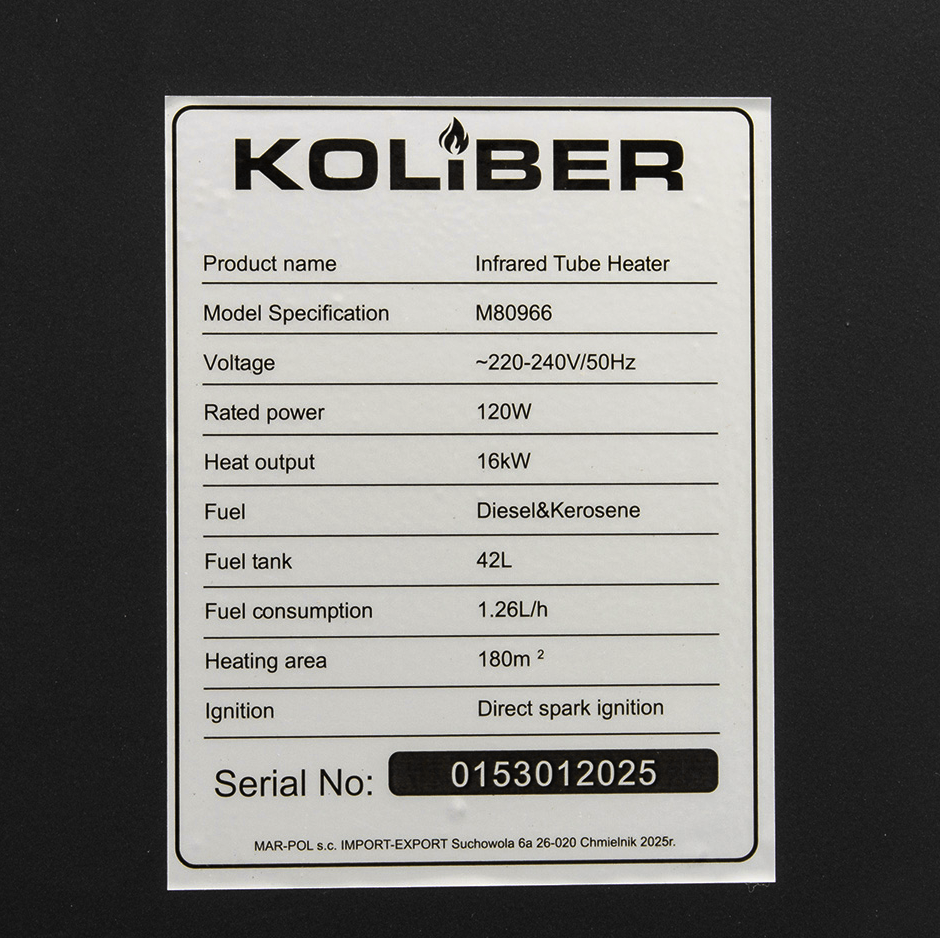 KOLiBER
Product name Infrared Tube Heater
Model Specification M80966
Voltage ~220-240V/50Hz
Rated power 120W
Heat output 16kW
Fuel Diesel&Kerosene
Fuel tank 42L
Fuel consumption 1.26L/h
Heating area 180m ²
Ignition Direct spark ignition
Serial No: 0153012025
MAR-POL s.c. IMPORT-EXPORT Suchowola 6a 26-020 Chmielnik 2025r.